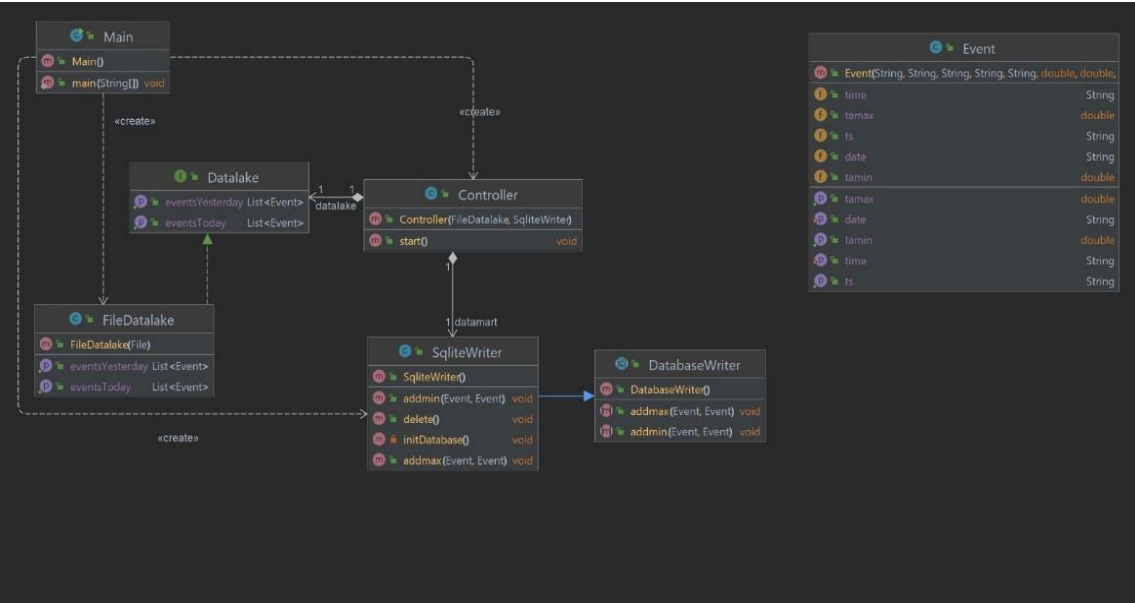 Main
Main()
main(String[]) void
«create»
«create»
Datalake
eventsYesterday List<Event>
eventsToday List<Event>
1
1
datalake
Controller
Controller(FileDatalake, SqliteWriter)
start() void
1
1
datamart
FileDatalake
FileDatalake(File)
eventsYesterday List<Event>
eventsToday List<Event>
«create»
SqliteWriter
SqliteWriter()
addmin(Event, Event) void
delete() void
initDatabase() void
addmax(Event, Event) void
DatabaseWriter
DatabaseWriter()
addmax(Event, Event) void
addmin(Event, Event) void
Event
Event(String, String, String, String, String, double, double,
time String
tamax double
ts String
date String
tamin double
tamax double
date String
tamin double
time String
ts String